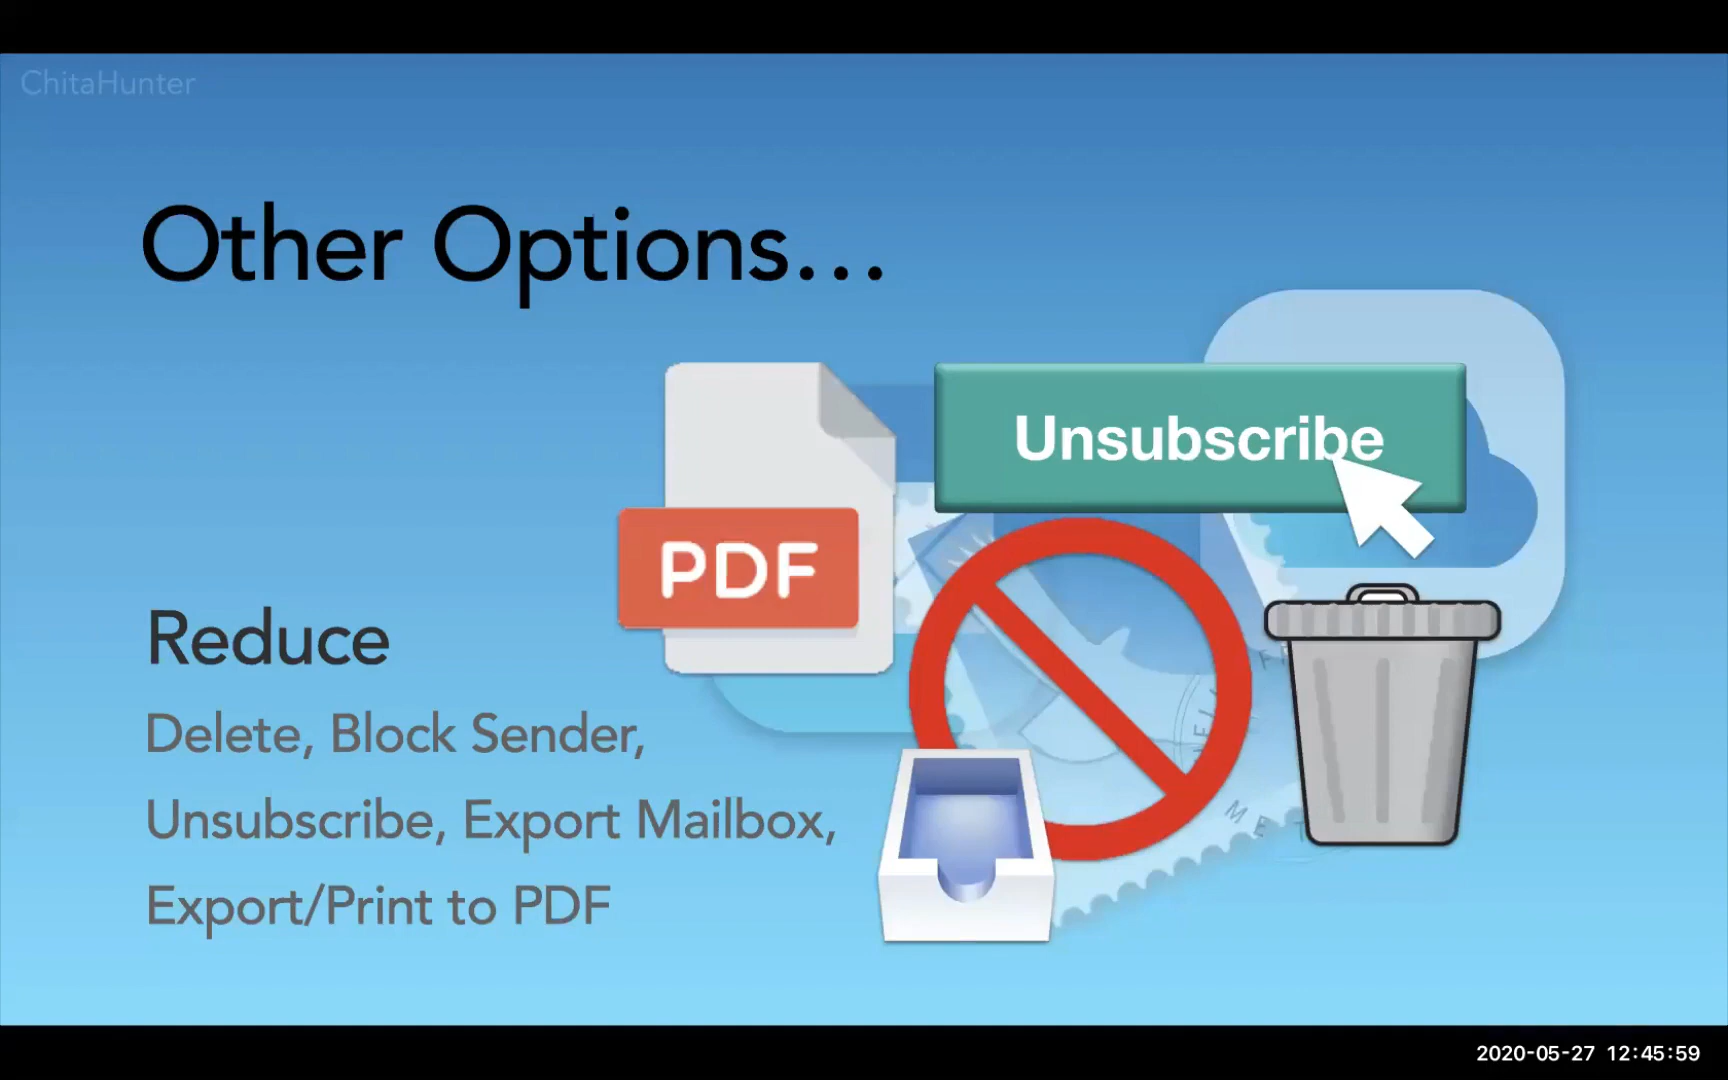 ChitaHunter
Other Options…
Unsubscribe
PDF
Reduce
Delete, Block Sender,
Unsubscribe, Export Mailbox,
Export/Print to PDF
2020-05-27 12:45:59